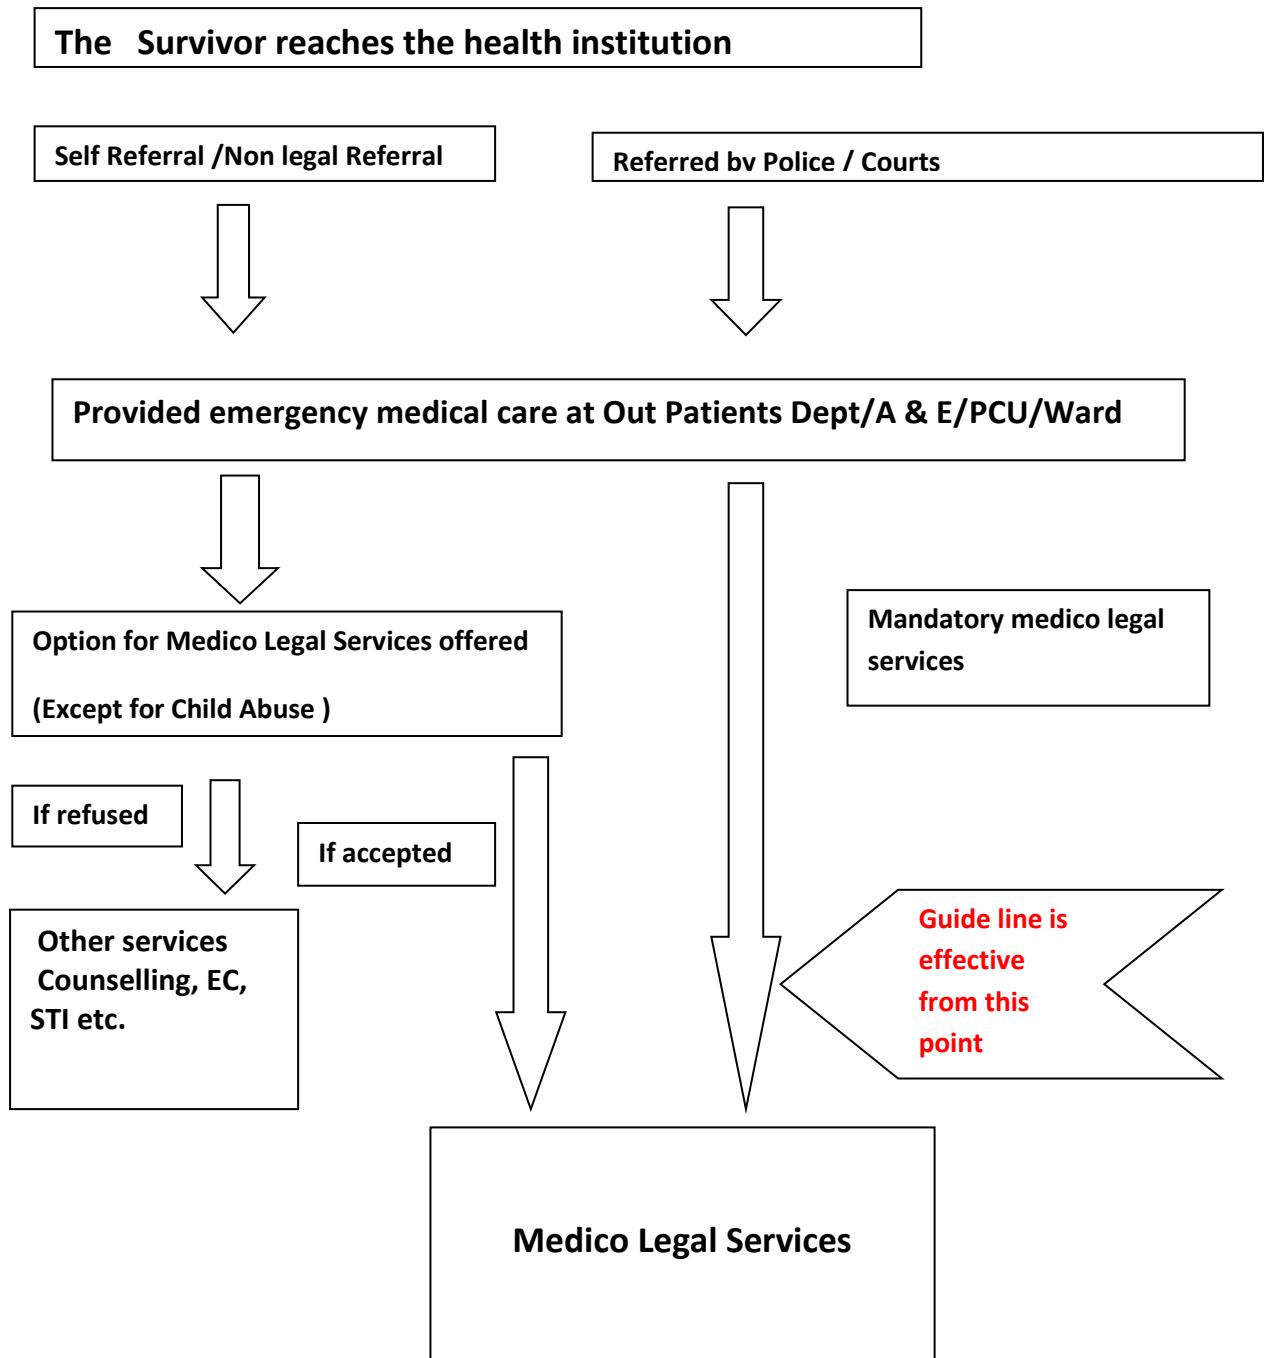 The Survivor reaches the health institution
Self Referral /Non legal Referral
Referred by Police / Courts
Provided emergency medical care at Out Patients Dept/A & E/PCU/Ward
Option for Medico Legal Services offered
(Except for Child Abuse )
Mandatory medico legal
services
If refused
If accepted
Other services
Counselling, EC,
STI etc.
Guide line is
effective
from this
point
Medico Legal Services